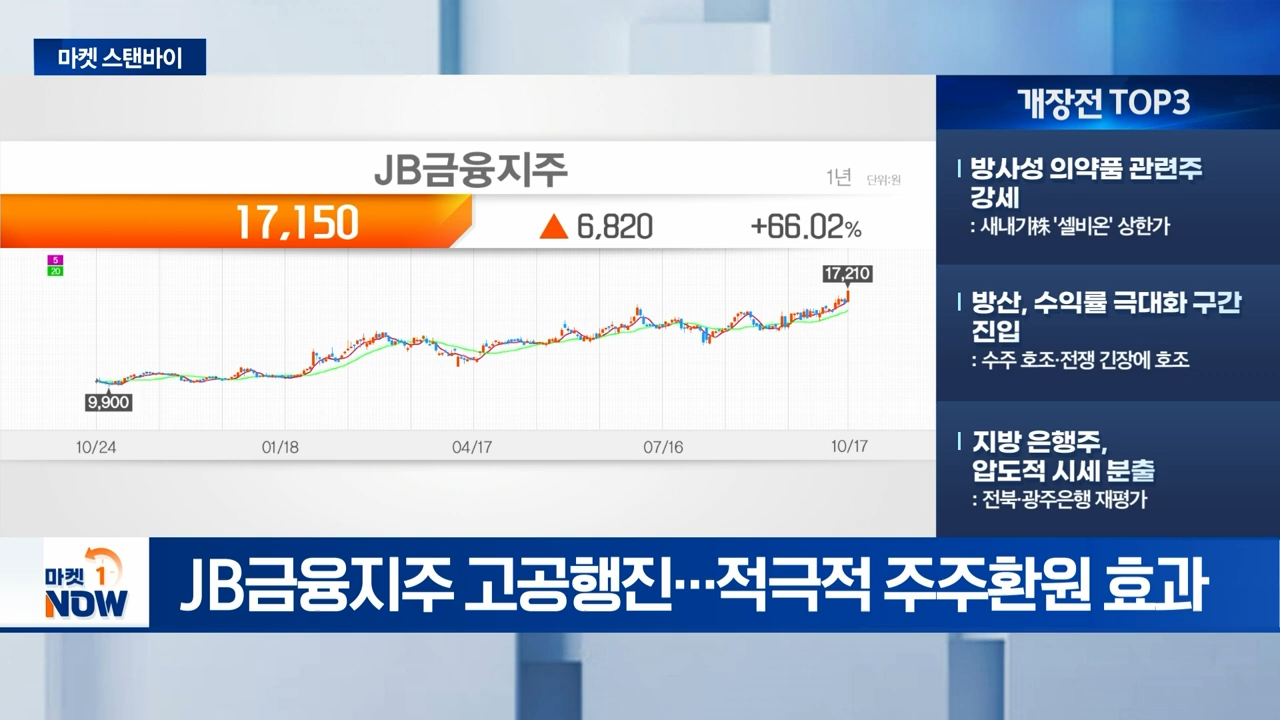 마켓 스탠바이
JB금융지주
1년 단위:원
17,150 ▲ 6,820 +66.02%
5
20
17,210
9,900
10/24 01/18 04/17 07/16 10/17
개장전 TOP3
방사성 의약품 관련주
강세
: 새내기株 '셀비온' 상한가
방산, 수익률 극대화 구간
진입
: 수주 호조·전쟁 긴장에 호조
지방 은행주,
압도적 시세 분출
: 전북·광주은행 재평가
마켓 1
NOW
JB금융지주 고공행진…적극적 주주환원 효과